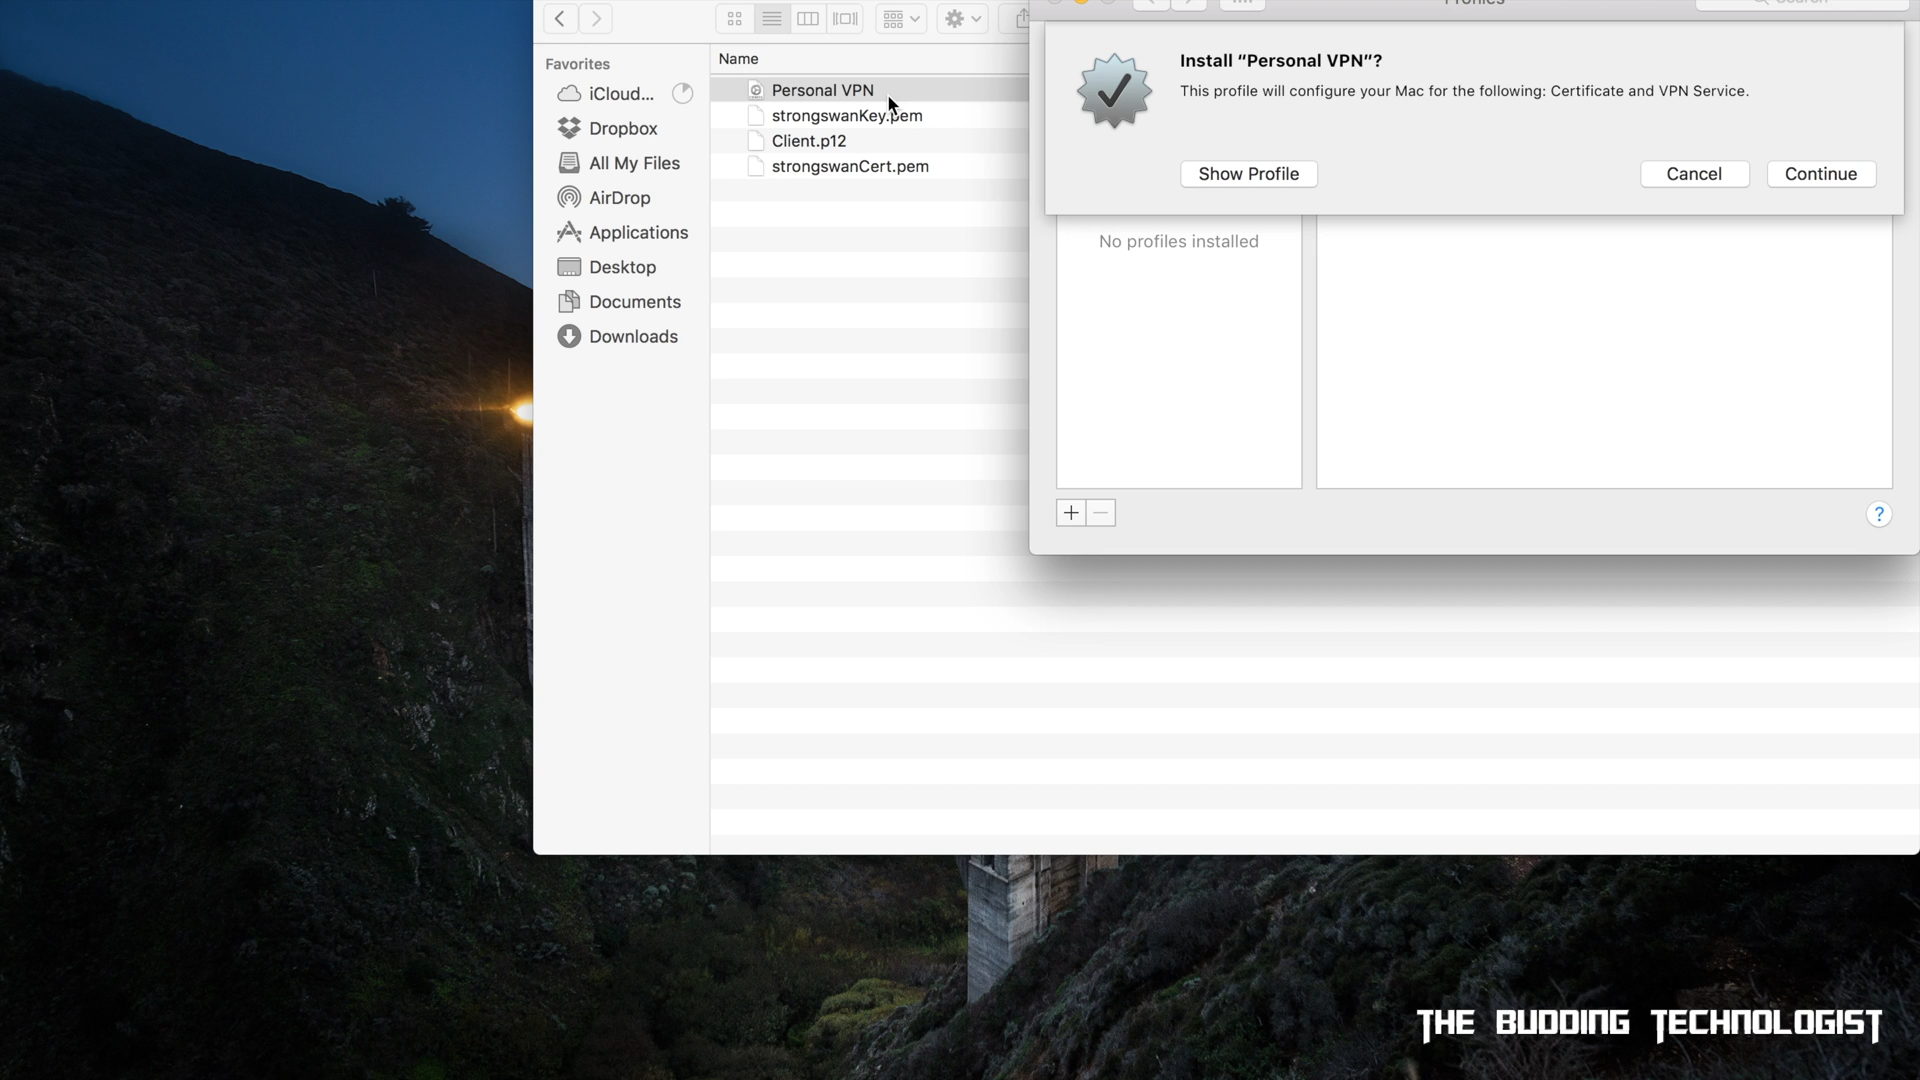 Profiles
Search
Name
Favorites
iCloud...
Dropbox
All My Files
AirDrop
Applications
Desktop
Documents
Downloads
Personal VPN
strongswanKey.pem
Client.p12
strongswanCert.pem
Install “Personal VPN”?
This profile will configure your Mac for the following: Certificate and VPN Service.
Show Profile
Cancel
Continue
No profiles installed
?
THE BUDDING TECHNOLOGIST